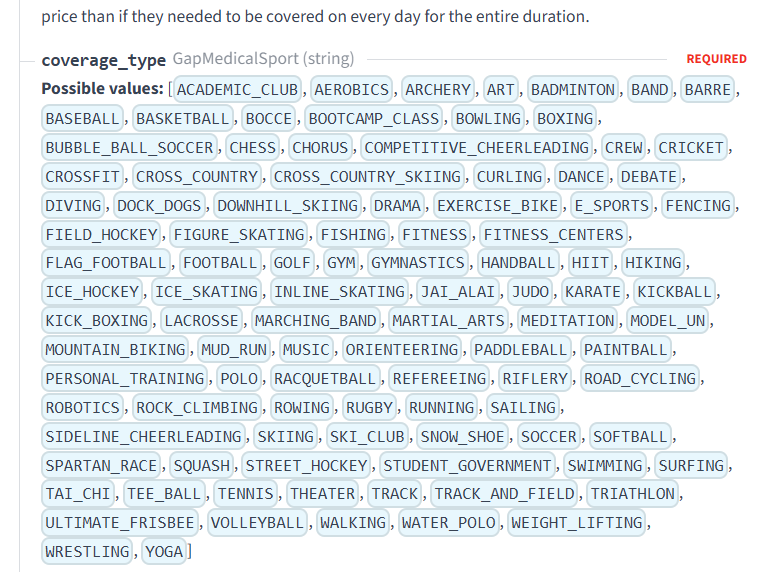 price than if they needed to be covered on every day for the entire duration.
coverage_type GapMedicalSport (string) REQUIRED
Possible values: [ACADEMIC_CLUB, AEROBICS, ARCHERY, ART, BADMINTON, BAND, BARRE,
BASEBALL, BASKETBALL, BOCCE, BOOTCAMP_CLASS, BOWLING, BOXING,
BUBBLE_BALL_SOCCER, CHESS, CHORUS, COMPETITIVE_CHEERLEADING, CREW, CRICKET,
CROSSFIT, CROSS_COUNTRY, CROSS_COUNTRY_SKIING, CURLING, DANCE, DEBATE,
DIVING, DOCK_DOGS, DOWNHILL_SKIING, DRAMA, EXERCISE_BIKE, E_SPORTS, FENCING,
FIELD_HOCKEY, FIGURE_SKATING, FISHING, FITNESS, FITNESS_CENTERS,
FLAG_FOOTBALL, FOOTBALL, GOLF, GYM, GYMNASTICS, HANDBALL, HIIT, HIKING,
ICE_HOCKEY, ICE_SKATING, INLINE_SKATING, JAI_ALAI, JUDO, KARATE, KICKBALL,
KICK_BOXING, LACROSSE, MARCHING_BAND, MARTIAL_ARTS, MEDITATION, MODEL_UN,
MOUNTAIN_BIKING, MUD_RUN, MUSIC, ORIENTEERING, PADDLEBALL, PAINTBALL,
PERSONAL_TRAINING, POLO, RACQUETBALL, REFEREEING, RIFLERY, ROAD_CYCLING,
ROBOTICS, ROCK_CLIMBING, ROWING, RUGBY, RUNNING, SAILING,
SIDELINE_CHEERLEADING, SKIING, SKI_CLUB, SNOW_SHOE, SOCCER, SOFTBALL,
SPARTAN_RACE, SQUASH, STREET_HOCKEY, STUDENT_GOVERNMENT, SWIMMING, SURFING,
TAI_CHI, TEE_BALL, TENNIS, THEATER, TRACK, TRACK_AND_FIELD, TRIATHLON,
ULTIMATE_FRISBEE, VOLLEYBALL, WALKING, WATER_POLO, WEIGHT_LIFTING,
WRESTLING, YOGA]